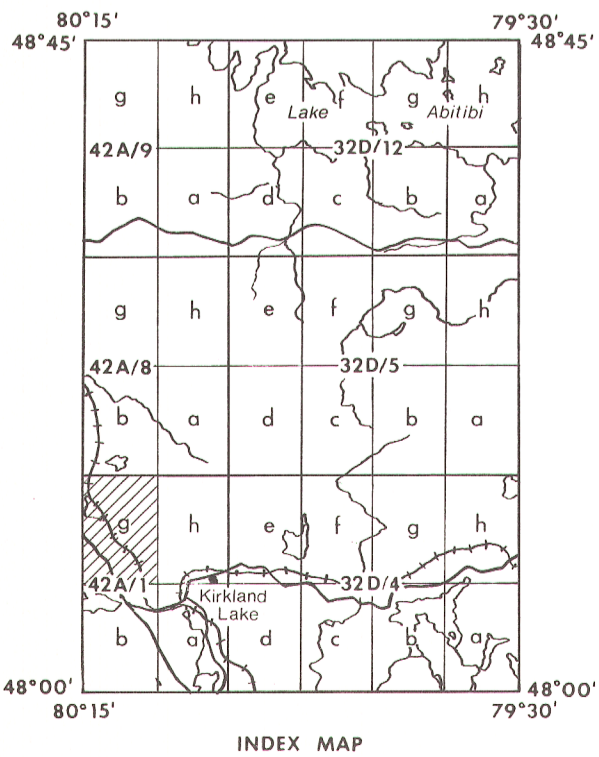 80°15' 79°30'
48°45' 48°45'
g h e f g h
Lake Abitibi
42A/9 32D/12
b a d c b a
g h e f g h
42A/8 32D/5
b a d c b a
g h e f g h
42A/1 32D/4
Kirkland
Lake
b a d c b a
48°00' 48°00'
80°15' 79°30'
INDEX MAP